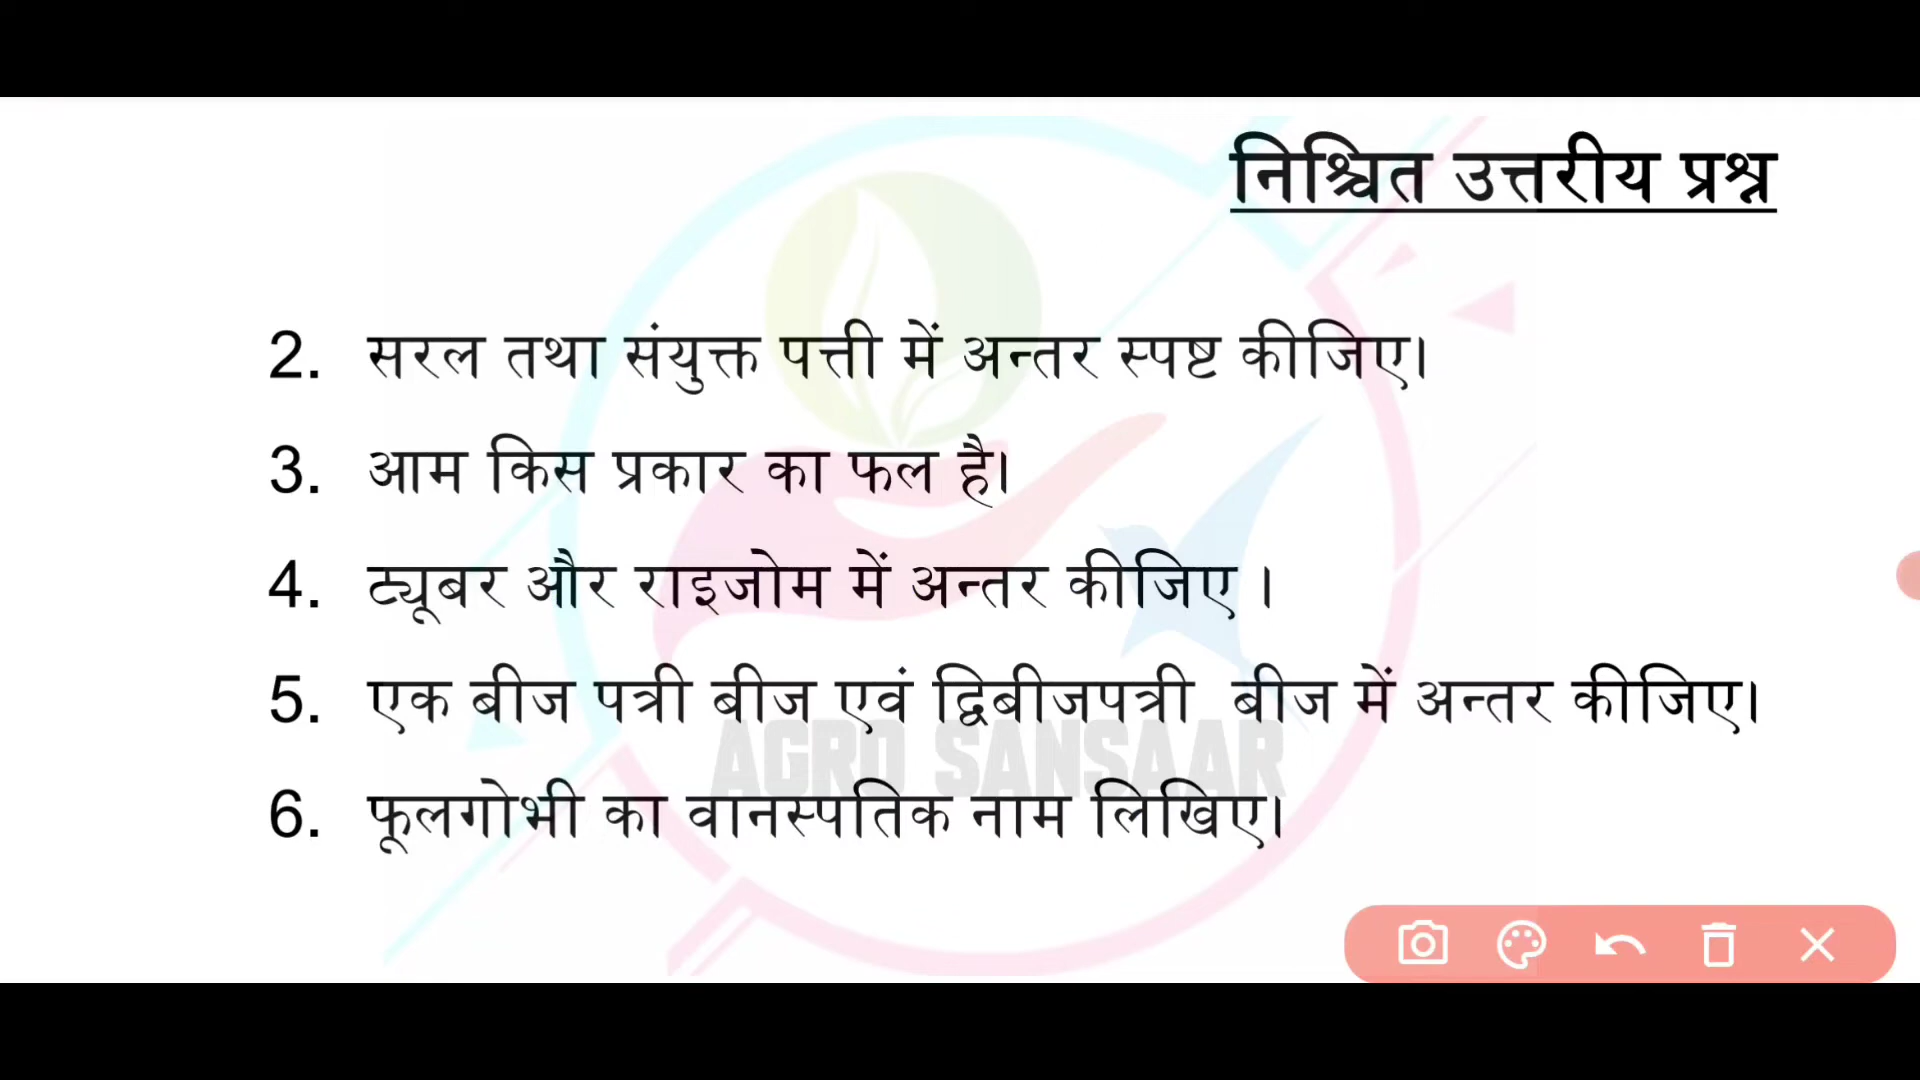 निश्चित उत्तरीय प्रश्न
2. सरल तथा संयुक्त पत्ती में अन्तर स्पष्ट कीजिए।
3. आम किस प्रकार का फल है।
4. ट्यूबर और राइजोम में अन्तर कीजिए ।
5. एक बीज पत्री बीज एवं द्विबीजपत्री बीज में अन्तर कीजिए।
AGRO SANSAAR
6. फूलगोभी का वानस्पतिक नाम लिखिए।